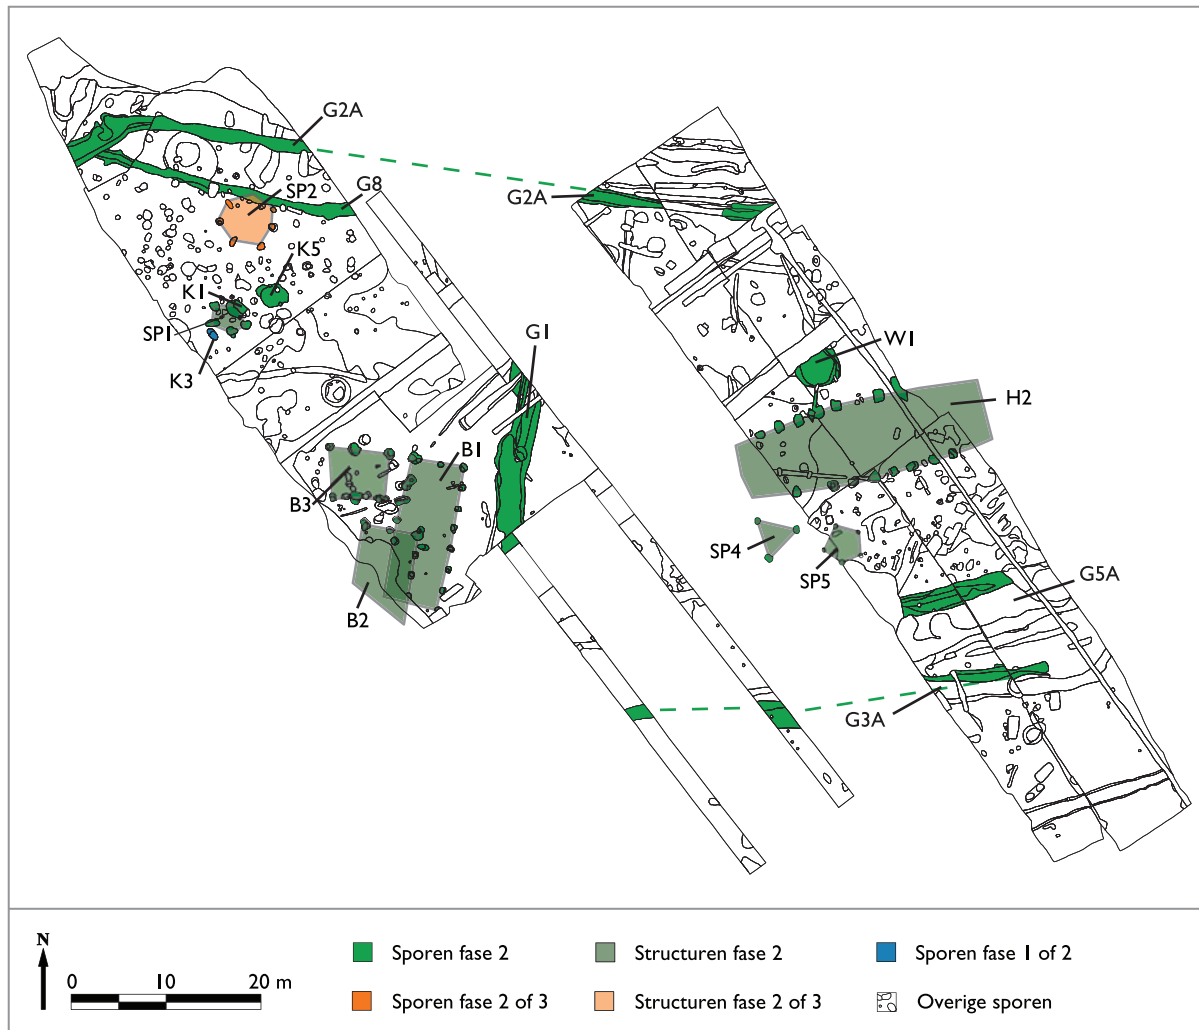 G2A
SP2
G8
G2A
K5
K1
SP1
K3
G1
W1
H2
B1
B3
B2
SP4
SP5
G5A
G3A
N
0 10 20 m
Sporen fase 2
Structuren fase 2
Sporen fase 1 of 2
Sporen fase 2 of 3
Structuren fase 2 of 3
Overige sporen